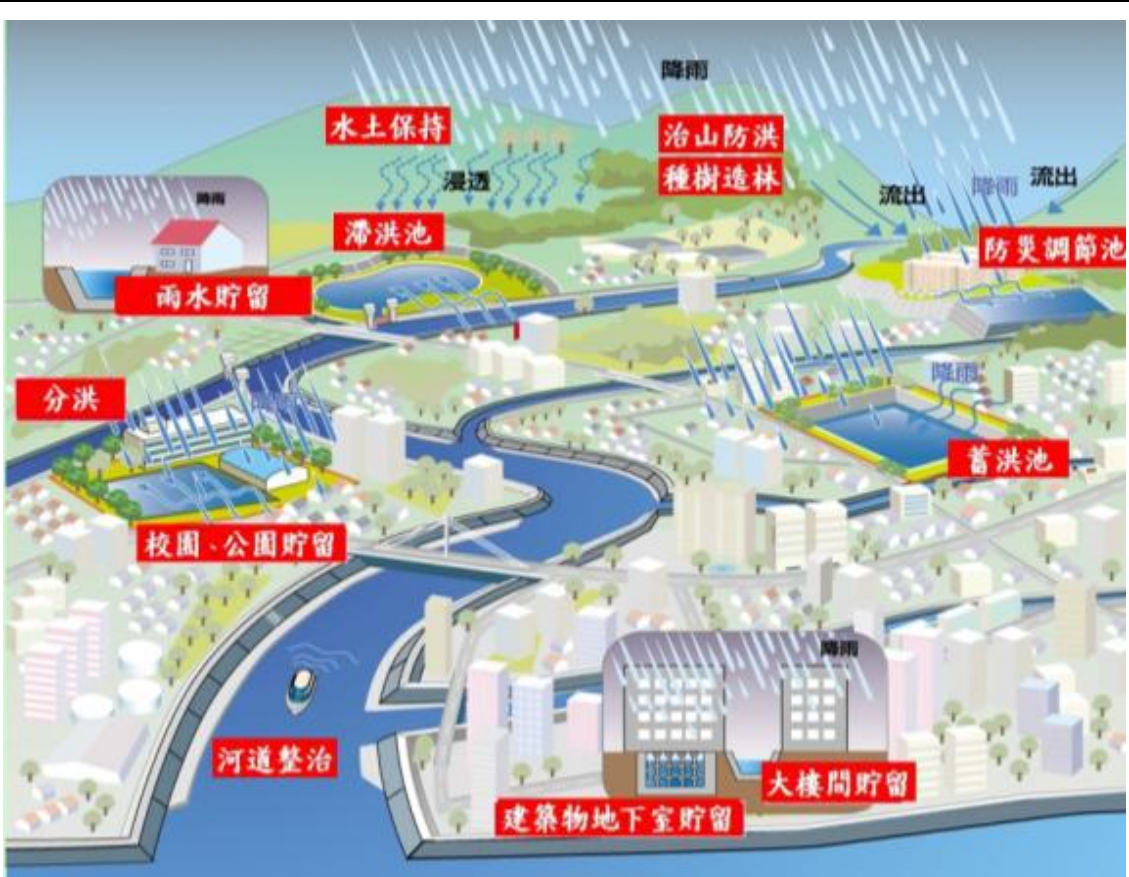 降雨
水土保持
治山防洪
種樹造林
浸透
流出
降雨
流出
降雨
滯洪池
防災調節池
雨水貯留
降雨
分洪
蓄洪池
校園、公園貯留
降雨
河道整治
大樓間貯留
建築物地下室貯留